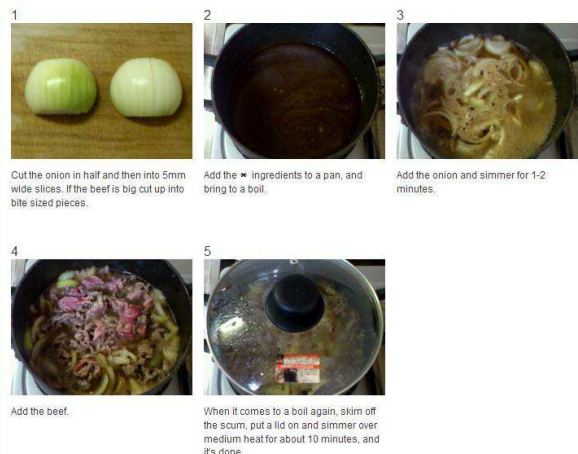 1
2
3
Cut the onion in half and then into 5mm
wide slices. If the beef is big cut up into
bite sized pieces.
Add the ※ ingredients to a pan, and
bring to a boil.
Add the onion and simmer for 1-2
minutes.
4
5
Add the beef.
When it comes to a boil again, skim off
the scum, put a lid on and simmer over
medium heat for about 10 minutes, and
it's done.